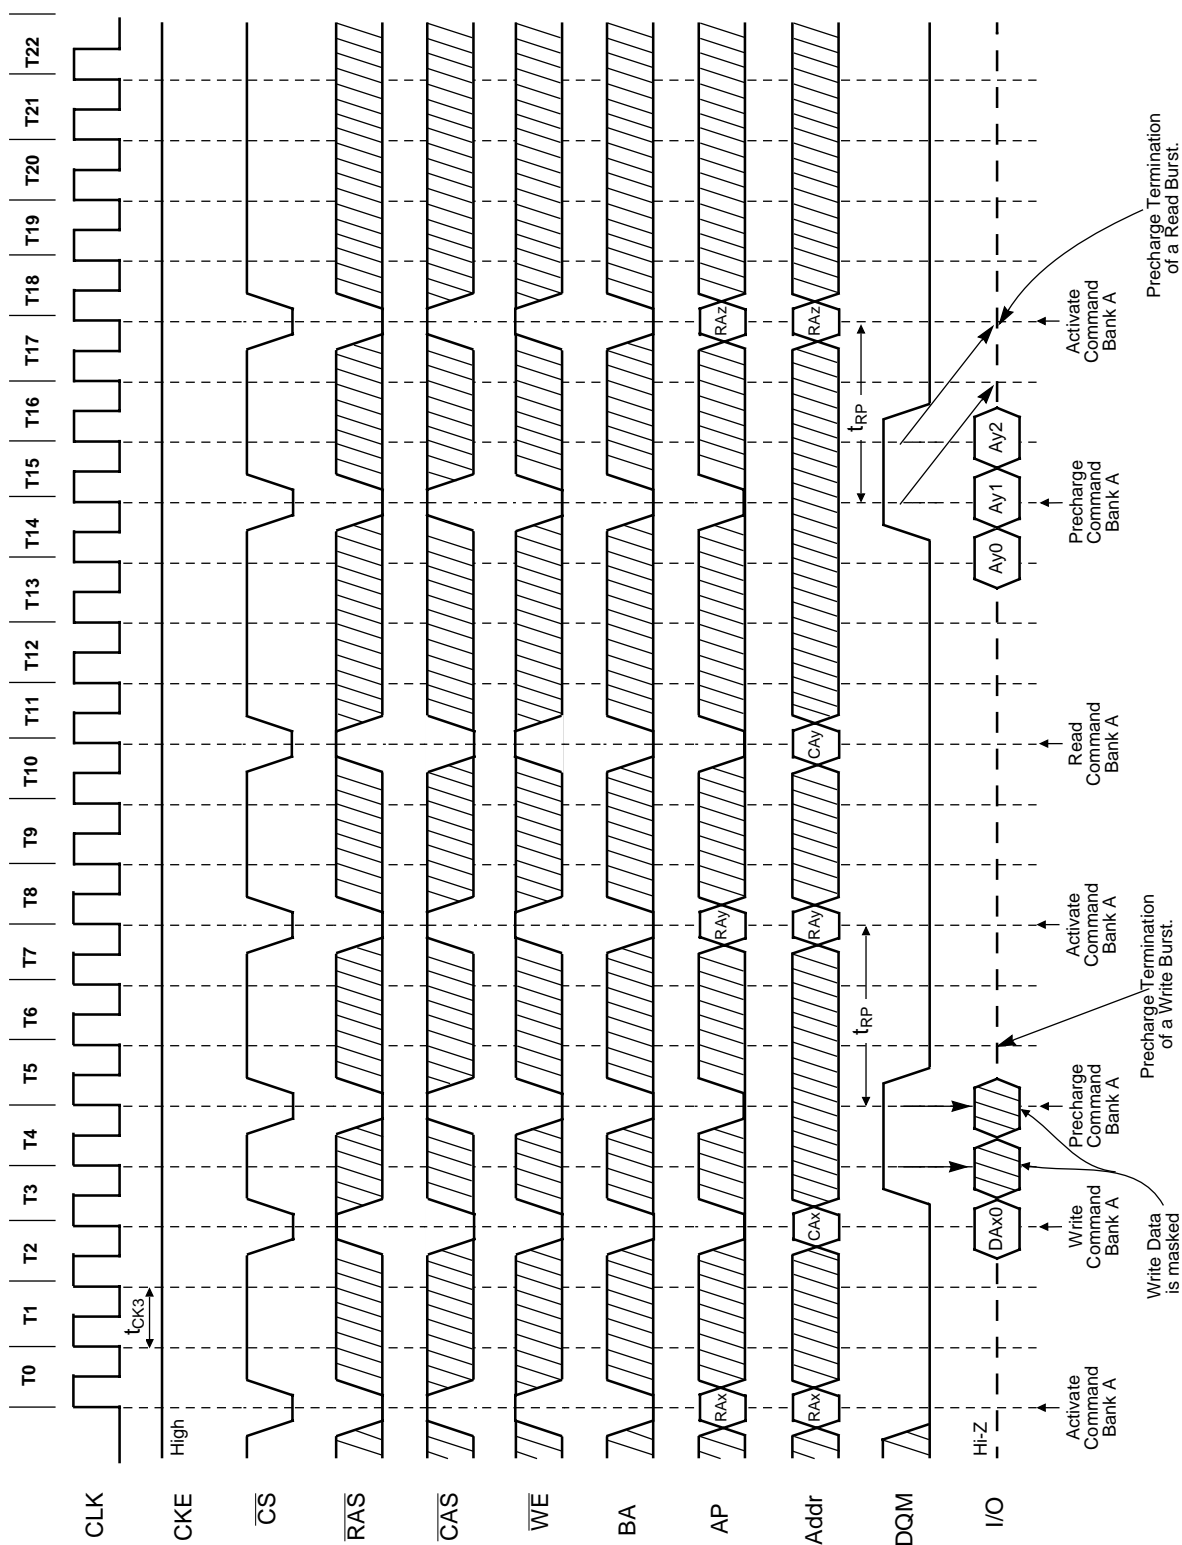 T0 T1 T2 T3 T4 T5 T6 T7 T8 T9 T10 T11 T12 T13 T14 T15 T16 T17 T18 T19 T20 T21 T22
CLK
tCK3
CKE
High
CS
RAS
CAS
WE
BA
AP
RAx RAy RAz
Addr
RAx CAx RAy CAy RAz
DQM
tRP tRP
I/O
Hi-Z
DAx0 Ay0 Ay1 Ay2
Activate
Command
Bank A
Write
Command
Bank A
Precharge
Command
Bank A
Activate
Command
Bank A
Read
Command
Bank A
Precharge
Command
Bank A
Activate
Command
Bank A
Write Data
is masked
Precharge Termination
of a Write Burst.
Precharge Termination
of a Read Burst.